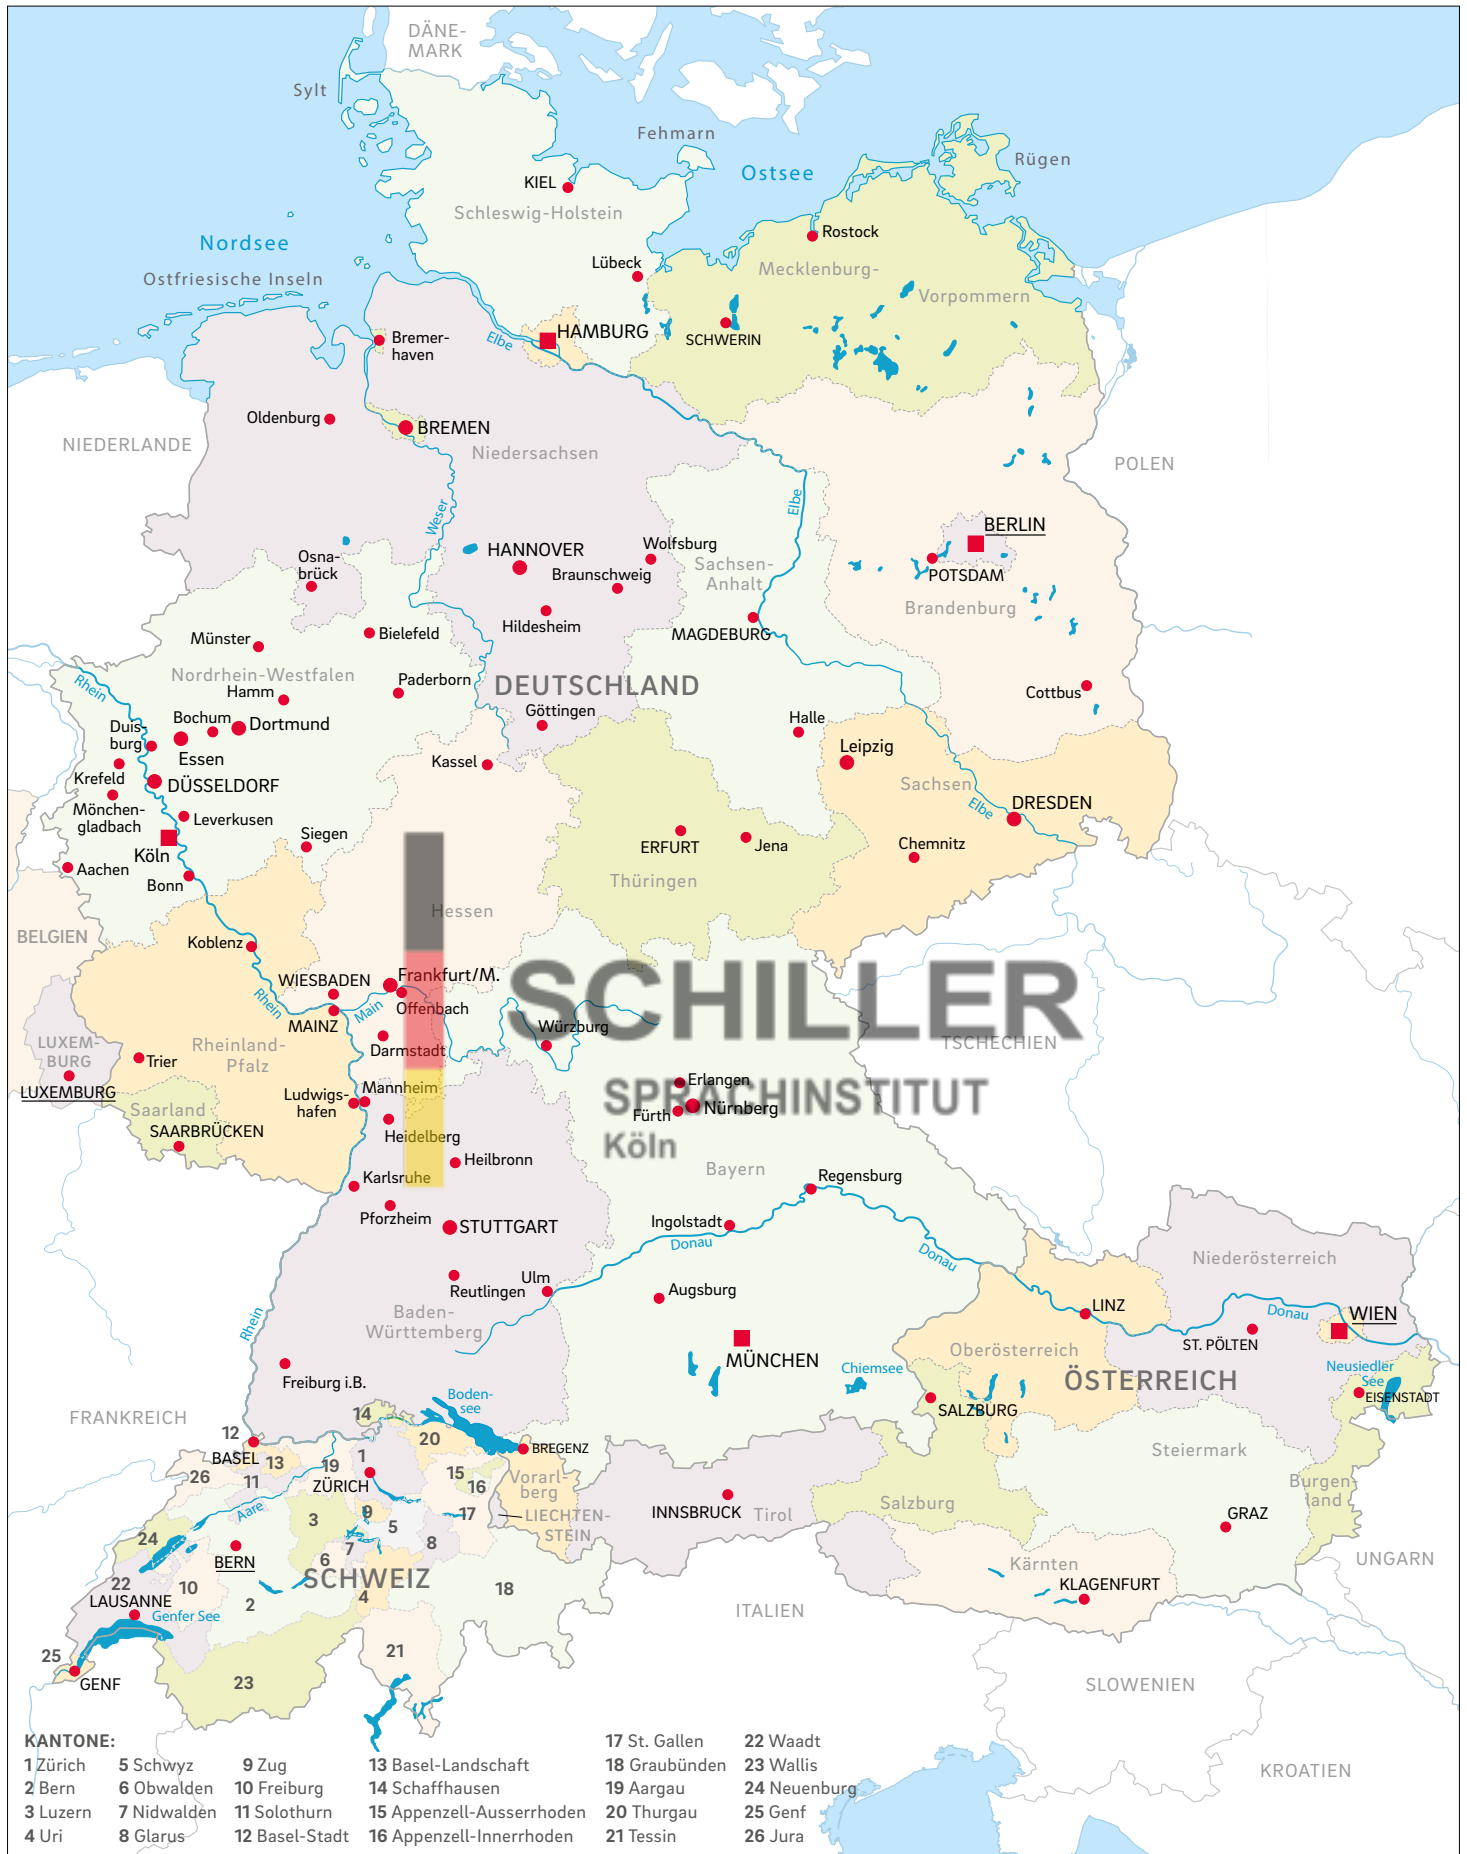 DÄNE-
MARK
Sylt
Fehmarn
Ostsee
Rügen
KIEL
Schleswig-Holstein
Rostock
Nordsee
Lübeck
Mecklenburg-
Vorpommern
Ostfriesische Inseln
HAMBURG
SCHWERIN
Elbe
Bremer-
haven
Oldenburg
BREMEN
NIEDERLANDE
Niedersachsen
POLEN
Elbe
Weser
BERLIN
HANNOVER
Wolfsburg
Osna-
brück
Braunschweig
Sachsen-
Anhalt
POTSDAM
Brandenburg
Hildesheim
MAGDEBURG
Münster
Bielefeld
Nordrhein-Westfalen
Paderborn
DEUTSCHLAND
Rhein
Hamm
Cottbus
Göttingen
Bochum
Dortmund
Duis-
burg
Halle
Essen
Leipzig
Kassel
Krefeld
DÜSSELDORF
Sachsen
Mönchen-
gladbach
Elbe
DRESDEN
Leverkusen
Siegen
Köln
ERFURT
Jena
Chemnitz
Aachen
Bonn
Thüringen
Hessen
BELGIEN
Koblenz
WIESBADEN
Frankfurt/M.
Rhein
Main
Offenbach
SCHILLER
MAINZ
Würzburg
LUXEM-
BURG
Rheinland-
Pfalz
Darmstadt
TSCHECHIEN
Trier
LUXEMBURG
Ludwigs-
hafen
Mannheim
Erlangen
SPRACHINSTITUT
Saarland
Fürth
Nürnberg
SAARBRÜCKEN
Heidelberg
Köln
Heilbronn
Bayern
Karlsruhe
Regensburg
Pforzheim
STUTTGART
Ingolstadt
Donau
Donau
Niederösterreich
Reutlingen
Ulm
Augsburg
Baden-
Württemberg
Rhein
LINZ
Donau
WIEN
ST. PÖLTEN
MÜNCHEN
Oberösterreich
Chiemsee
Neusiedler
See
ÖSTERREICH
Freiburg i.B.
Boden-
see
EISENSTADT
SALZBURG
FRANKREICH
14
12
20
BREGENZ
Steiermark
BASEL
13
19
1
26
11
ZÜRICH
15
16
Vorarl-
berg
Burgen-
land
Salzburg
INNSBRUCK
Tirol
GRAZ
Aare
3
9
5
17
LIECHTEN-
STEIN
24
8
7
6
BERN
UNGARN
Kärnten
SCHWEIZ
22
10
18
KLAGENFURT
LAUSANNE
2
4
Genfer See
ITALIEN
25
21
GENF
23
SLOWENIEN
KROATIEN
KANTONE:
1 Zürich
2 Bern
3 Luzern
4 Uri
5 Schwyz
6 Obwalden
7 Nidwalden
8 Glarus
9 Zug
10 Freiburg
11 Solothurn
12 Basel-Stadt
13 Basel-Landschaft
14 Schaffhausen
15 Appenzell-Ausserrhoden
16 Appenzell-Innerrhoden
17 St. Gallen
18 Graubünden
19 Aargau
20 Thurgau
21 Tessin
22 Waadt
23 Wallis
24 Neuenburg
25 Genf
26 Jura